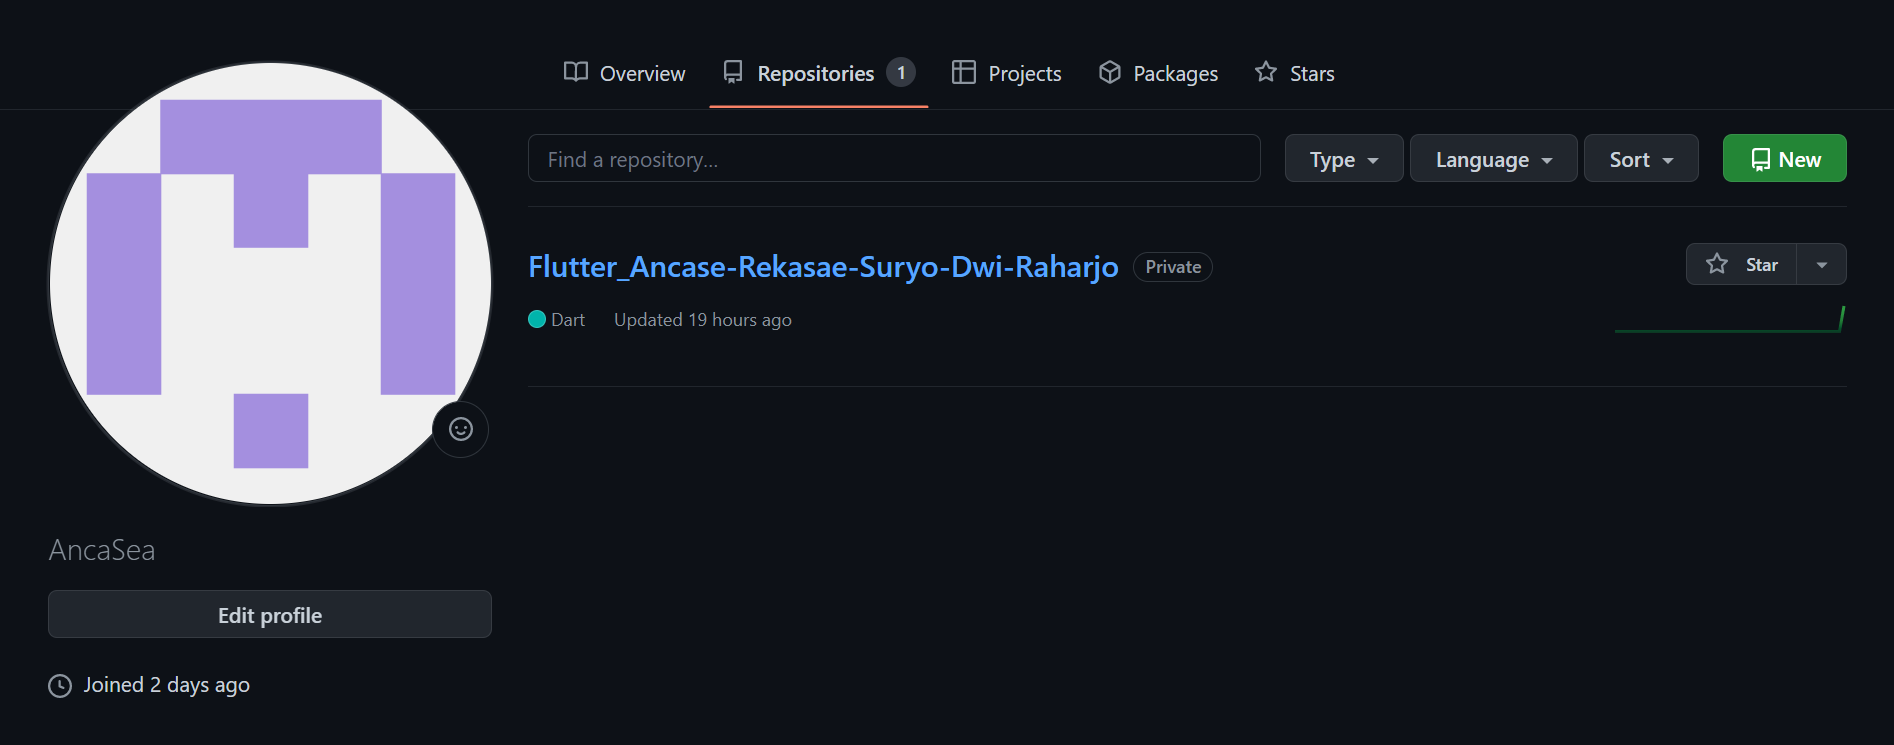 Overview Repositories 1 Projects Packages Stars
Find a repository... Type Language Sort New
Flutter_Ancase-Rekasae-Suryo-Dwi-Raharjo Private Star
Dart Updated 19 hours ago
AncaSea
Edit profile
Joined 2 days ago